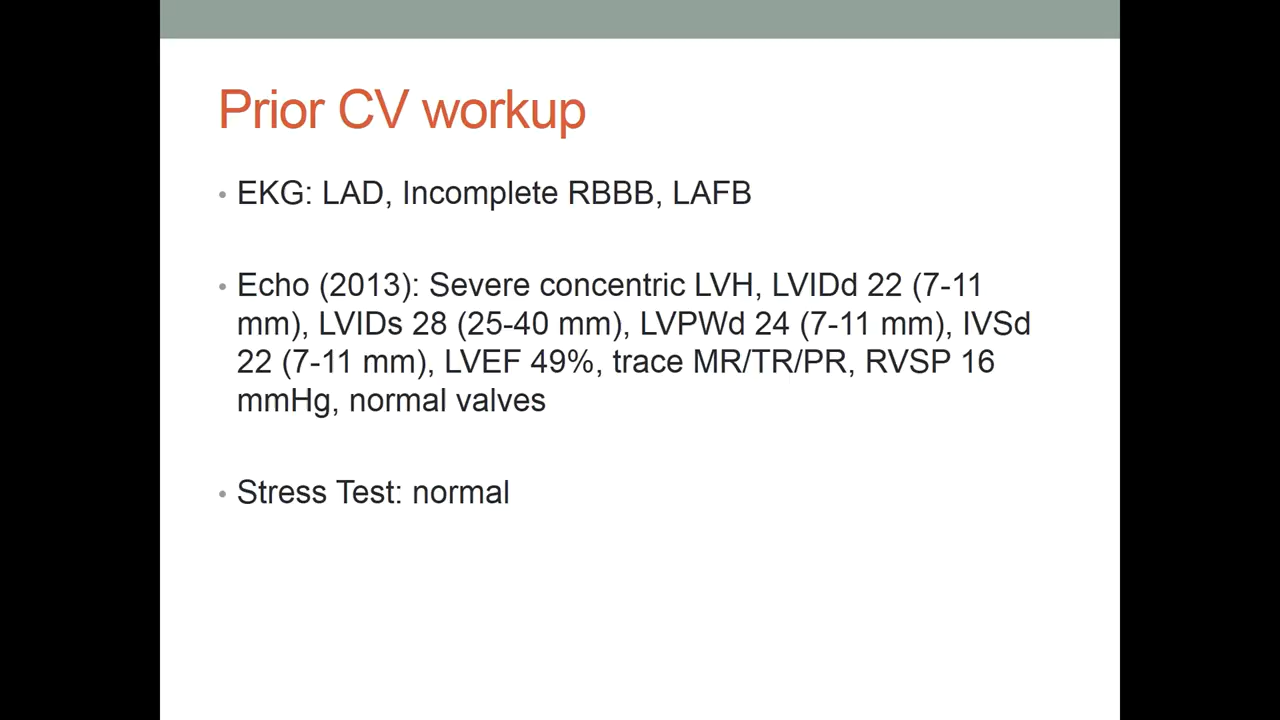 Prior CV workup
• EKG: LAD, Incomplete RBBB, LAFB
• Echo (2013): Severe concentric LVH, LVIDd 22 (7-11
mm), LVIDs 28 (25-40 mm), LVPWd 24 (7-11 mm), IVSd
22 (7-11 mm), LVEF 49%, trace MR/TR/PR, RVSP 16
mmHg, normal valves
• Stress Test: normal